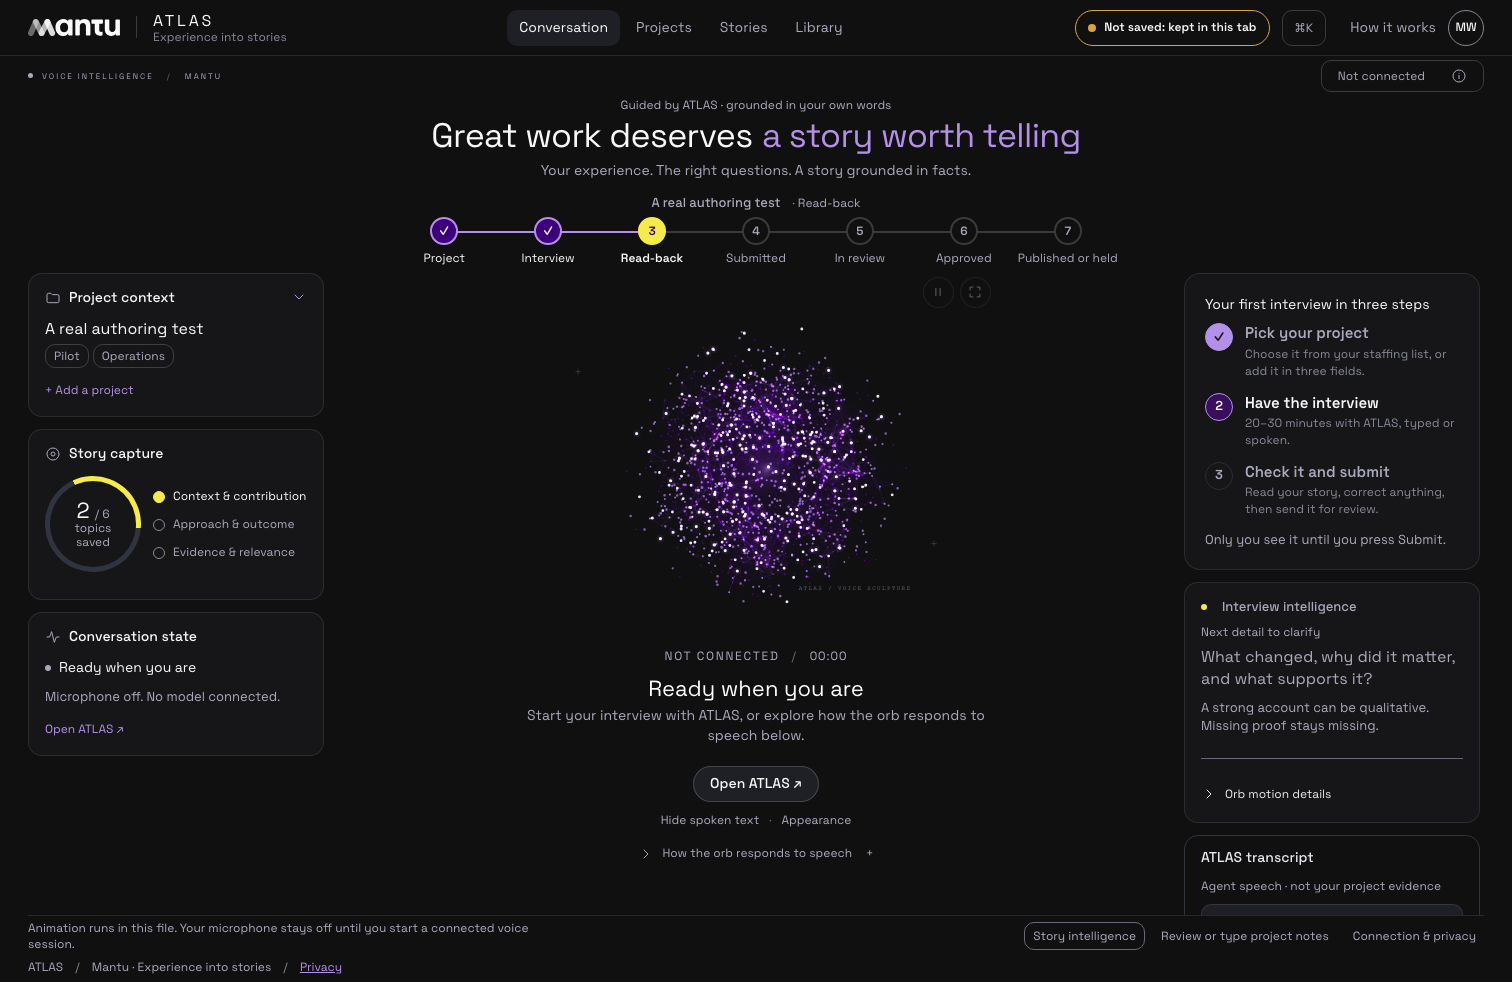 mantu
ATLAS
Experience into stories
Conversation
Projects
Stories
Library
Not saved: kept in this tab
⌘K
How it works
MW
VOICE INTELLIGENCE / MANTU
Not connected
Guided by ATLAS · grounded in your own words
Great work deserves a story worth telling
Your experience. The right questions. A story grounded in facts.
A real authoring test · Read-back
3
4
5
6
7
Project
Interview
Read-back
Submitted
In review
Approved
Published or held
Project context
A real authoring test
Pilot
Operations
+ Add a project
Story capture
2 / 6
topics
saved
Context & contribution
Approach & outcome
Evidence & relevance
Conversation state
Ready when you are
Microphone off. No model connected.
Open ATLAS ↗
ATLAS / VOICE SCULPTURE
NOT CONNECTED / 00:00
Ready when you are
Start your interview with ATLAS, or explore how the orb responds to
speech below.
Open ATLAS ↗
Hide spoken text · Appearance
How the orb responds to speech +
Your first interview in three steps
Pick your project
Choose it from your staffing list, or
add it in three fields.
2
Have the interview
20–30 minutes with ATLAS, typed or
spoken.
3
Check it and submit
Read your story, correct anything,
then send it for review.
Only you see it until you press Submit.
Interview intelligence
Next detail to clarify
What changed, why did it matter,
and what supports it?
A strong account can be qualitative.
Missing proof stays missing.
Orb motion details
ATLAS transcript
Agent speech · not your project evidence
Animation runs in this file. Your microphone stays off until you start a connected voice
session.
Story intelligence
Review or type project notes
Connection & privacy
ATLAS / Mantu · Experience into stories / Privacy